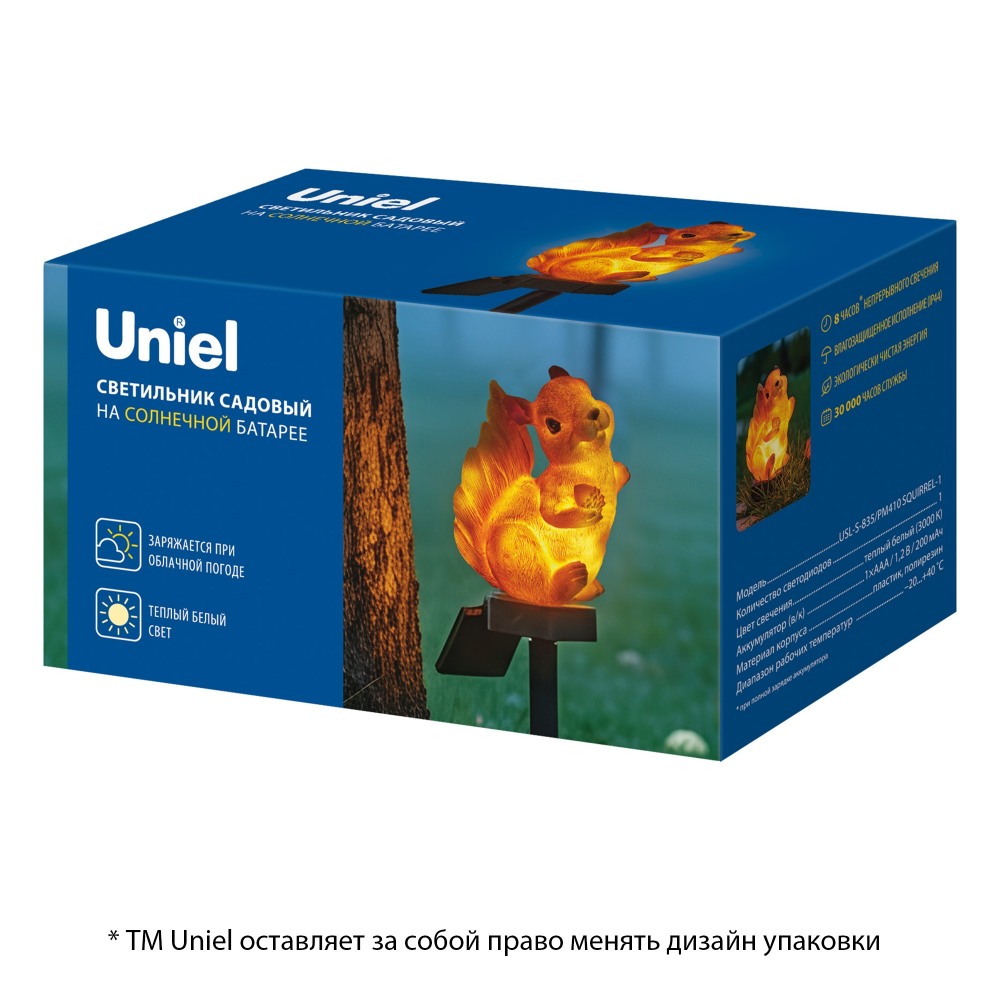 Uniel
СВЕТИЛЬНИК САДОВЫЙ
НА СОЛНЕЧНОЙ БАТАРЕЕ
Uniel®
СВЕТИЛЬНИК САДОВЫЙ
НА СОЛНЕЧНОЙ БАТАРЕЕ
ЗАРЯЖАЕТСЯ ПРИ
ОБЛАЧНОЙ ПОГОДЕ
ТЕПЛЫЙ БЕЛЫЙ
СВЕТ
8 ЧАСОВ* НЕПРЕРЫВНОГО СВЕЧЕНИЯ
ВЛАГОЗАЩИЩЕННОЕ ИСПОЛНЕНИЕ (IP44)
ЭКОЛОГИЧЕСКИ ЧИСТАЯ ЭНЕРГИЯ
30 000 ЧАСОВ СЛУЖБЫ
Модель USL-S-835/PM410 SQUIRREL-1
Количество светодиодов 1
Цвет свечения теплый белый (3000 K)
Аккумулятор (в/к) 1xAAA / 1,2 В / 200 мАч
Материал корпуса пластик, полирезин
Диапазон рабочих температур -20...+40 °C
* при полной зарядке аккумулятора
* ТМ Uniel оставляет за собой право менять дизайн упаковки